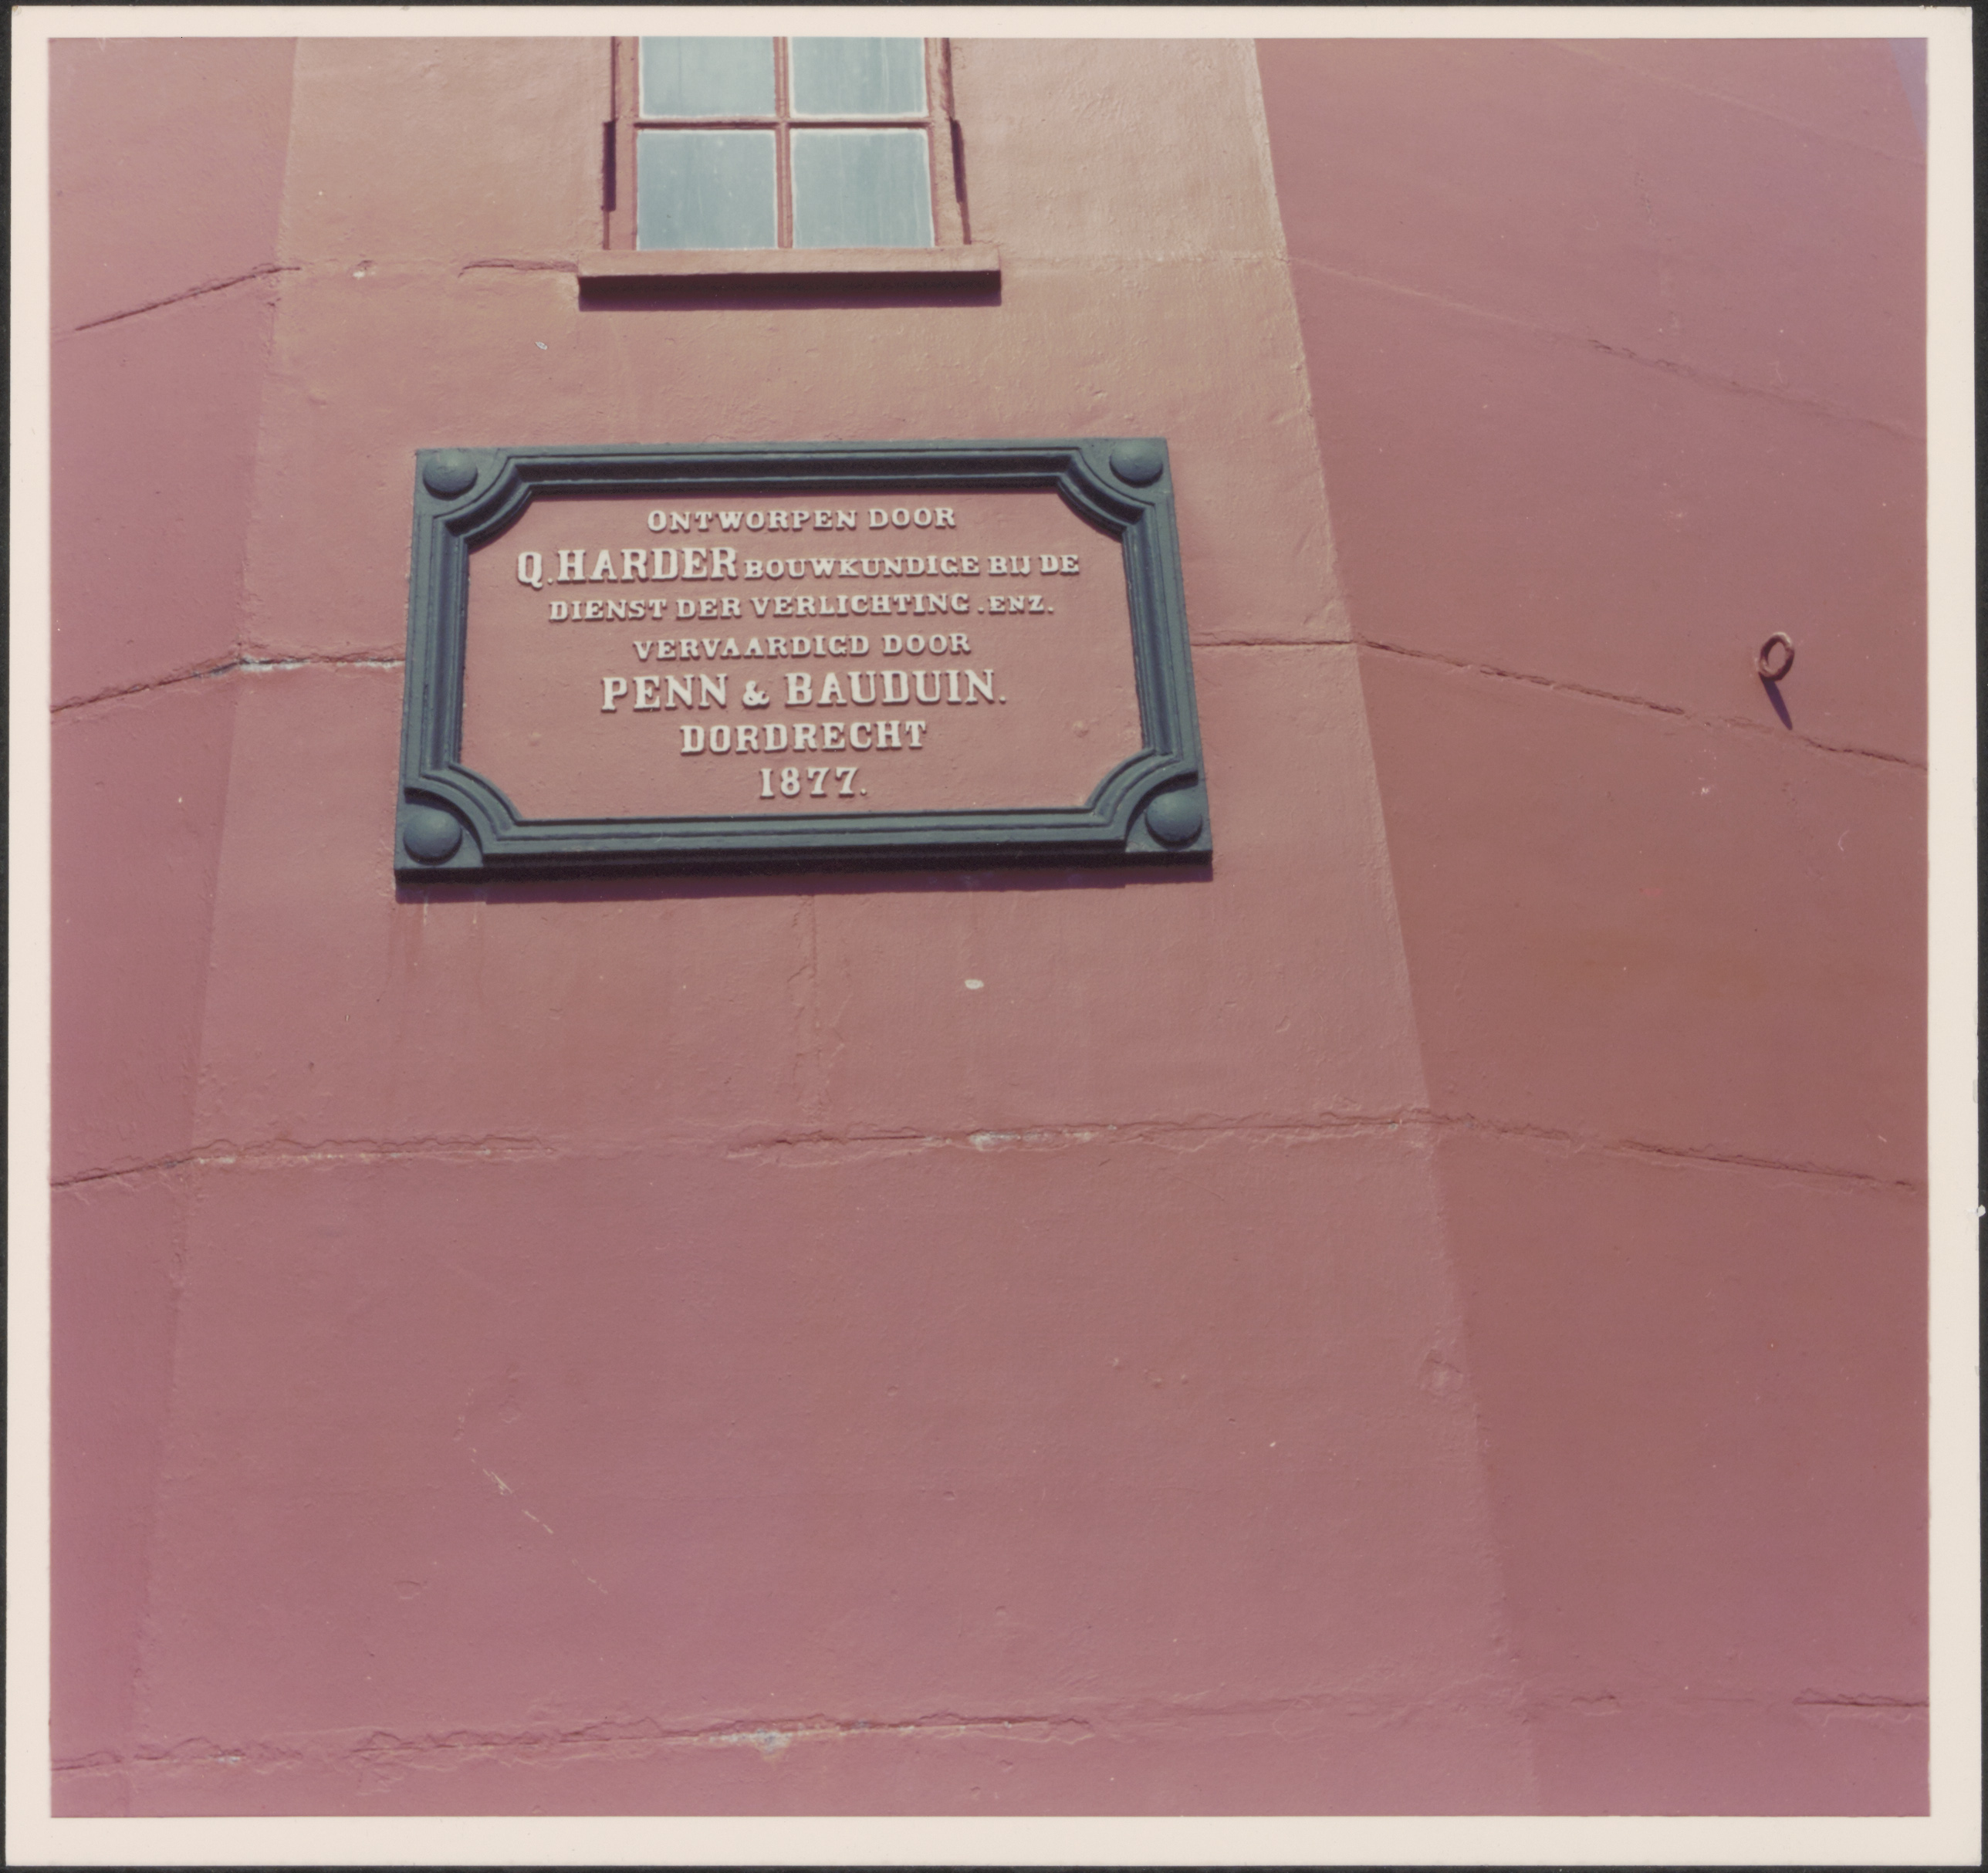 ONTWORPEN DOOR
Q. HARDER BOUWKUNDIGE BIJ DE
DIENST DER VERLICHTING . ENZ.
VERVAARDIGD DOOR
PENN & BAUDUIN.
DORDRECHT
1877.